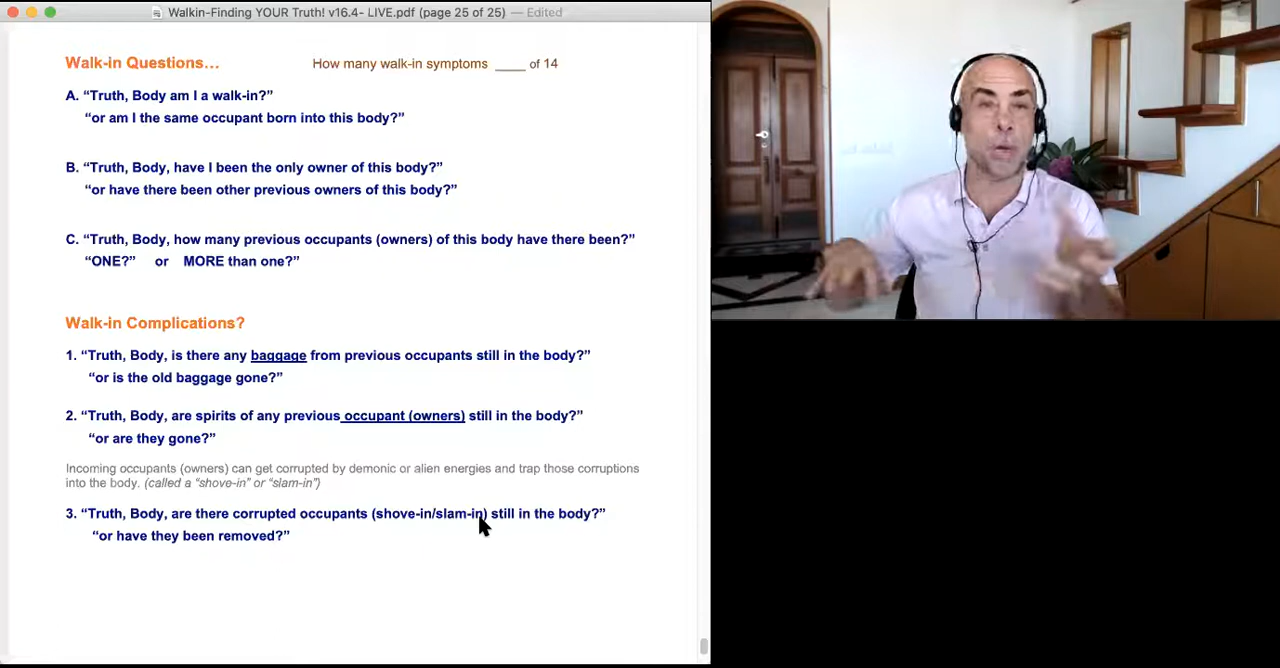 Walkin-Finding YOUR Truth! v16.4- LIVE.pdf (page 25 of 25) — Edited
Walk-in Questions… How many walk-in symptoms ____ of 14
A. “Truth, Body am I a walk-in?”
“or am I the same occupant born into this body?”
B. “Truth, Body, have I been the only owner of this body?”
“or have there been other previous owners of this body?”
C. “Truth, Body, how many previous occupants (owners) of this body have there been?”
“ONE?” or MORE than one?”
Walk-in Complications?
1. “Truth, Body, is there any baggage from previous occupants still in the body?”
“or is the old baggage gone?”
2. “Truth, Body, are spirits of any previous occupant (owners) still in the body?”
“or are they gone?”
Incoming occupants (owners) can get corrupted by demonic or alien energies and trap those corruptions
into the body. (called a “shove-in” or “slam-in”)
3. “Truth, Body, are there corrupted occupants (shove-in/slam-in) still in the body?”
“or have they been removed?”